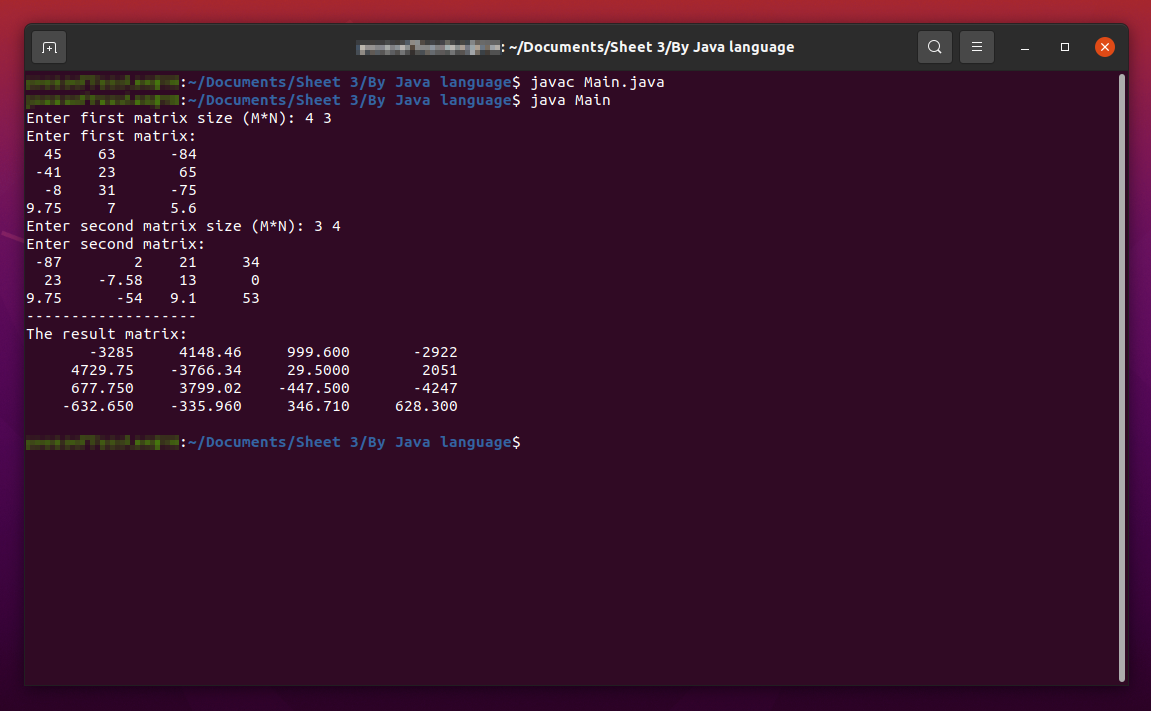 : ~/Documents/Sheet 3/By Java language
:~/Documents/Sheet 3/By Java language$ javac Main.java
:~/Documents/Sheet 3/By Java language$ java Main
Enter first matrix size (M*N): 4 3
Enter first matrix:
45 63 -84
-41 23 65
-8 31 -75
9.75 7 5.6
Enter second matrix size (M*N): 3 4
Enter second matrix:
-87 2 21 34
23 -7.58 13 0
9.75 -54 9.1 53
-------------------
The result matrix:
-3285 4148.46 999.600 -2922
4729.75 -3766.34 29.5000 2051
677.750 3799.02 -447.500 -4247
-632.650 -335.960 346.710 628.300
:~/Documents/Sheet 3/By Java language$